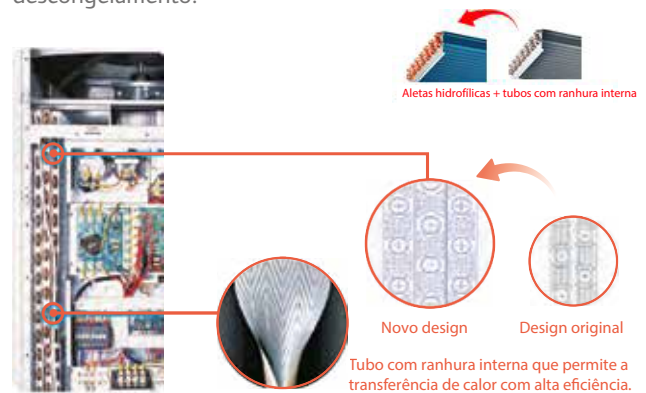 descongelamento.
Aletas hidrofílicas + tubos com ranhura interna
Novo design
Design original
Tubo com ranhura interna que permite a
transferência de calor com alta eficiência.